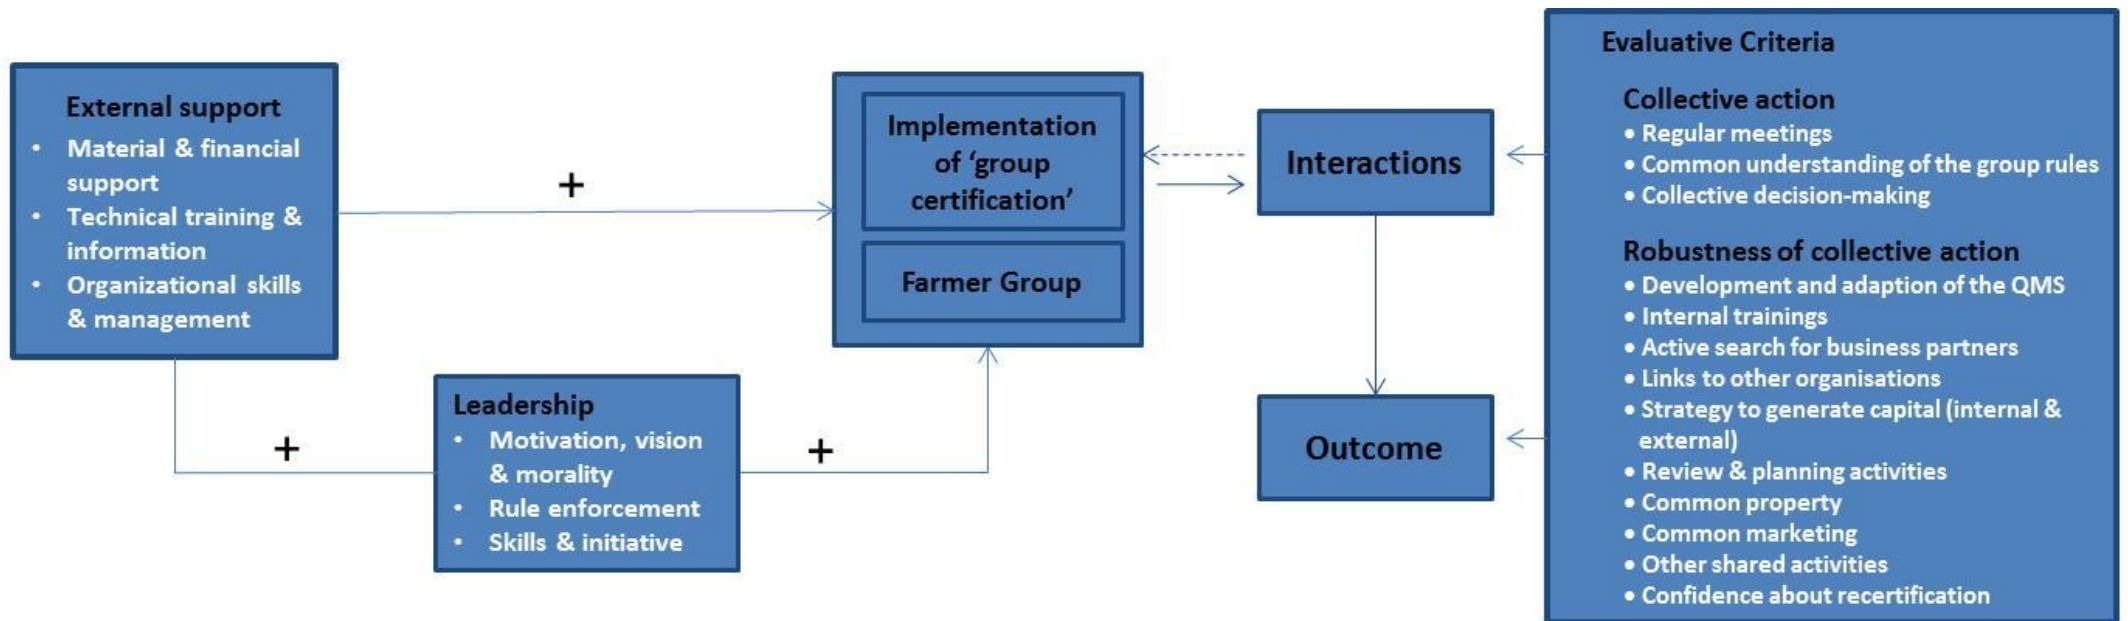 External support
• Material & financial
support
• Technical training &
information
• Organizational skills
& management
+
+
Leadership
• Motivation, vision
& morality
• Rule enforcement
• Skills & initiative
+
Implementation
of ‘group
certification’
Farmer Group
Interactions
Outcome
Evaluative Criteria
Collective action
• Regular meetings
• Common understanding of the group rules
• Collective decision-making
Robustness of collective action
• Development and adaption of the QMS
• Internal trainings
• Active search for business partners
• Links to other organisations
• Strategy to generate capital (internal &
external)
• Review & planning activities
• Common property
• Common marketing
• Other shared activities
• Confidence about recertification